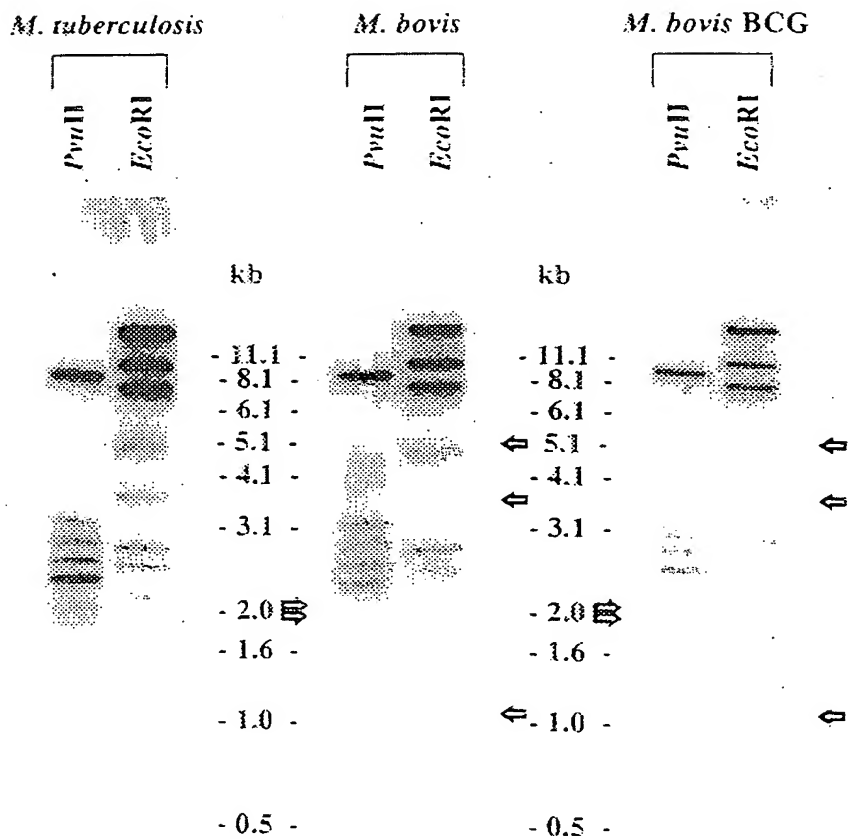 M. tuberculosis M. bovis M. bovis BCG
PvuII EcoRI PvuII EcoRI PvuII EcoRI
kb kb
- 11.1 - - 11.1 -
- 8.1 - - 8.1 -
- 6.1 - - 6.1 -
- 5.1 - 5.1 -
- 4.1 - - 4.1 -
- 3.1 - - 3.1 -
- 2.0 - 2.0 -
- 1.6 - - 1.6 -
- 1.0 - - 1.0 -
- 0.5 - - 0.5 -